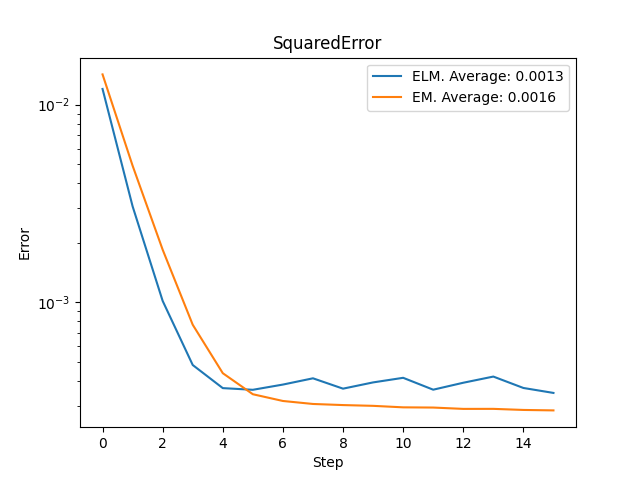 SquaredError
ELM. Average: 0.0013
EM. Average: 0.0016
Error
10⁻²
10⁻³
0 2 4 6 8 10 12 14
Step